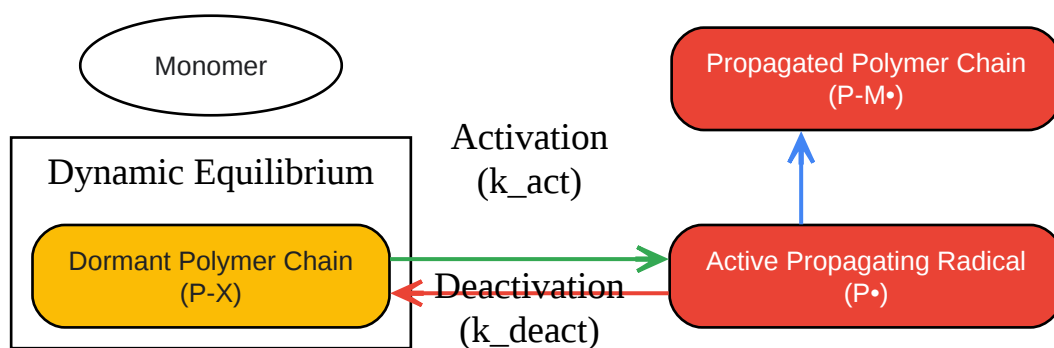 Monomer
Propagated Polymer Chain
(P-M•)
Activation
(k_act)
Dynamic Equilibrium
Dormant Polymer Chain
(P-X)
Active Propagating Radical
(P•)
Deactivation
(k_deact)